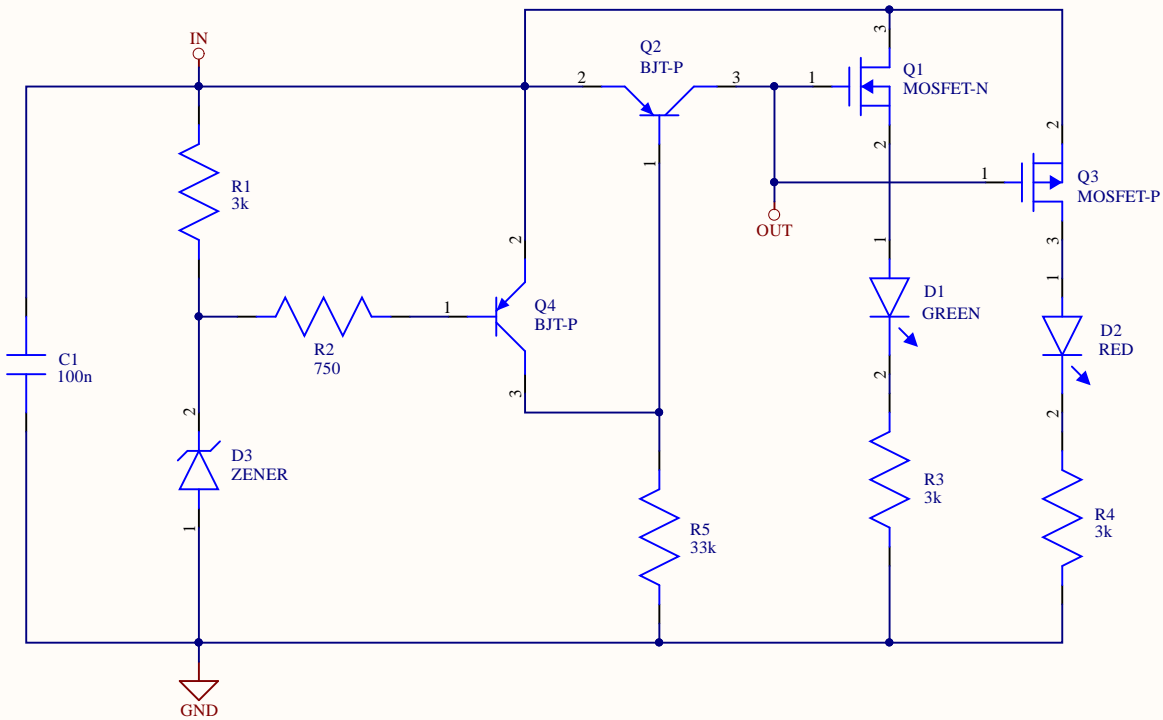 3
IN
Q2
BJT-P
2
3
1
Q1
MOSFET-N
1
2
2
R1
3k
1
Q3
MOSFET-P
OUT
2
1
3
1
Q4
BJT-P
1
D1
GREEN
R2
750
D2
RED
C1
100n
2
3
2
2
D3
ZENER
R3
3k
1
R5
33k
R4
3k
GND